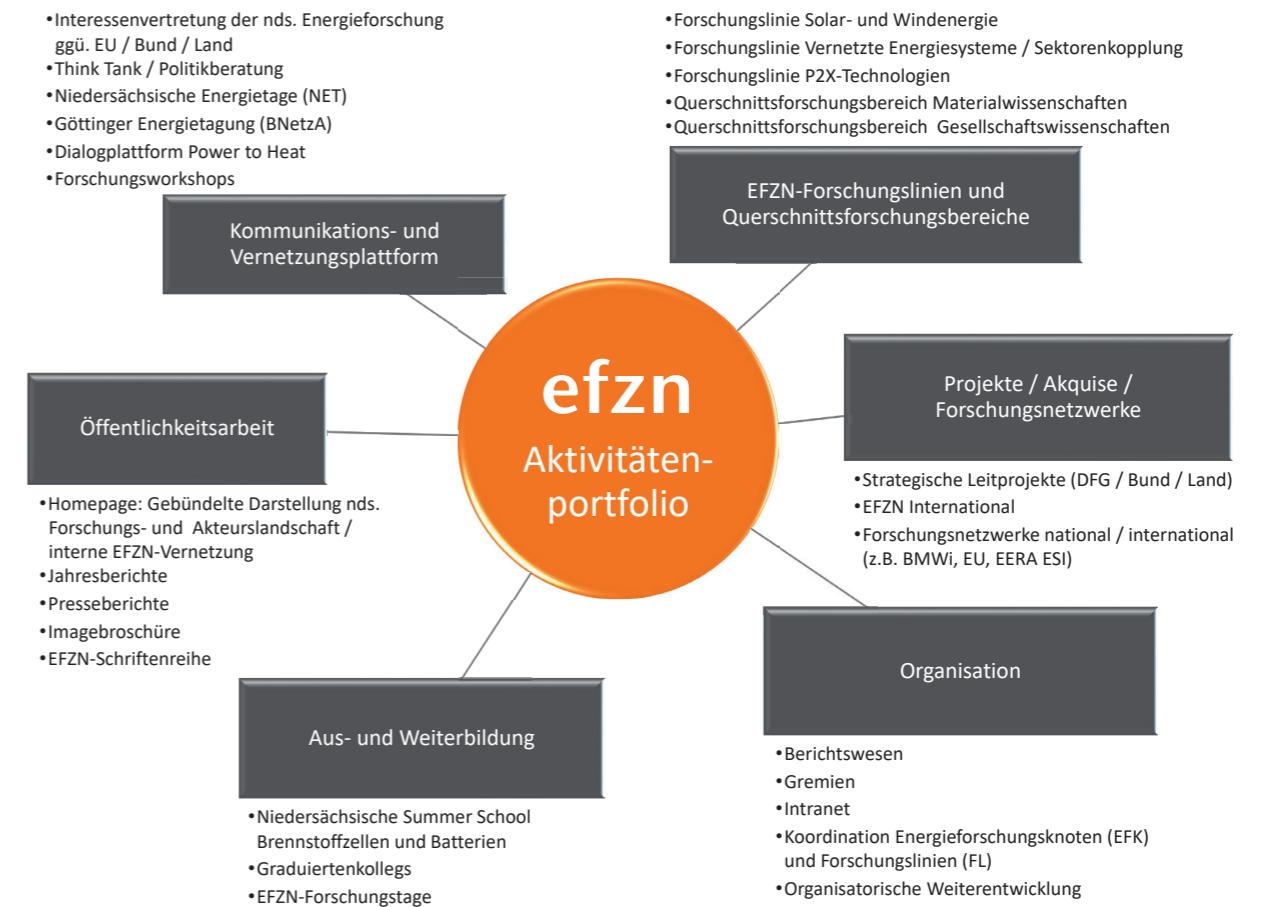 •Interessenvertretung der nds. Energieforschung
ggü. EU / Bund / Land
•Think Tank / Politikberatung
•Niedersächsische Energietage (NET)
•Göttinger Energietagung (BNetzA)
•Dialogplattform Power to Heat
•Forschungsworkshops
Kommunikations- und
Vernetzungsplattform
•Forschungslinie Solar- und Windenergie
•Forschungslinie Vernetzte Energiesysteme / Sektorenkopplung
•Forschungslinie P2X-Technologien
•Querschnittsforschungsbereich Materialwissenschaften
•Querschnittsforschungsbereich Gesellschaftswissenschaften
EFZN-Forschungslinien und
Querschnittsforschungsbereiche
efzn
Aktivitäten-
portfolio
Öffentlichkeitsarbeit
•Homepage: Gebündelte Darstellung nds.
Forschungs- und Akteurslandschaft /
interne EFZN-Vernetzung
•Jahresberichte
•Presseberichte
•Imagebroschüre
•EFZN-Schriftenreihe
Projekte / Akquise /
Forschungsnetzwerke
•Strategische Leitprojekte (DFG / Bund / Land)
•EFZN International
•Forschungsnetzwerke national / international
(z.B. BMWi, EU, EERA ESI)
Aus- und Weiterbildung
•Niedersächsische Summer School
Brennstoffzellen und Batterien
•Graduiertenkollegs
•EFZN-Forschungstage
Organisation
•Berichtswesen
•Gremien
•Intranet
•Koordination Energieforschungsknoten (EFK)
und Forschungslinien (FL)
•Organisatorische Weiterentwicklung